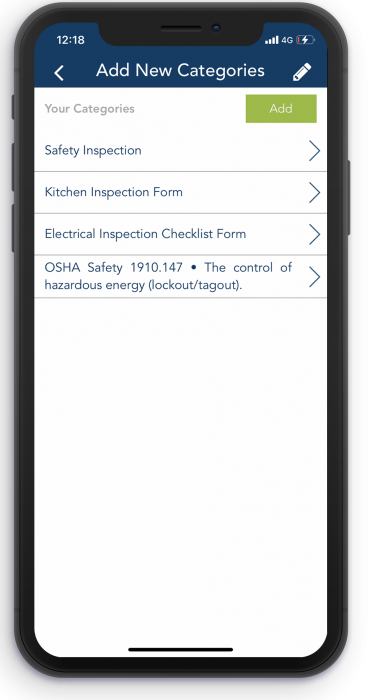 12:18
4G
Add New Categories
Your Categories
Add
Safety Inspection
Kitchen Inspection Form
Electrical Inspection Checklist Form
OSHA Safety 1910.147 • The control of
hazardous energy (lockout/tagout).